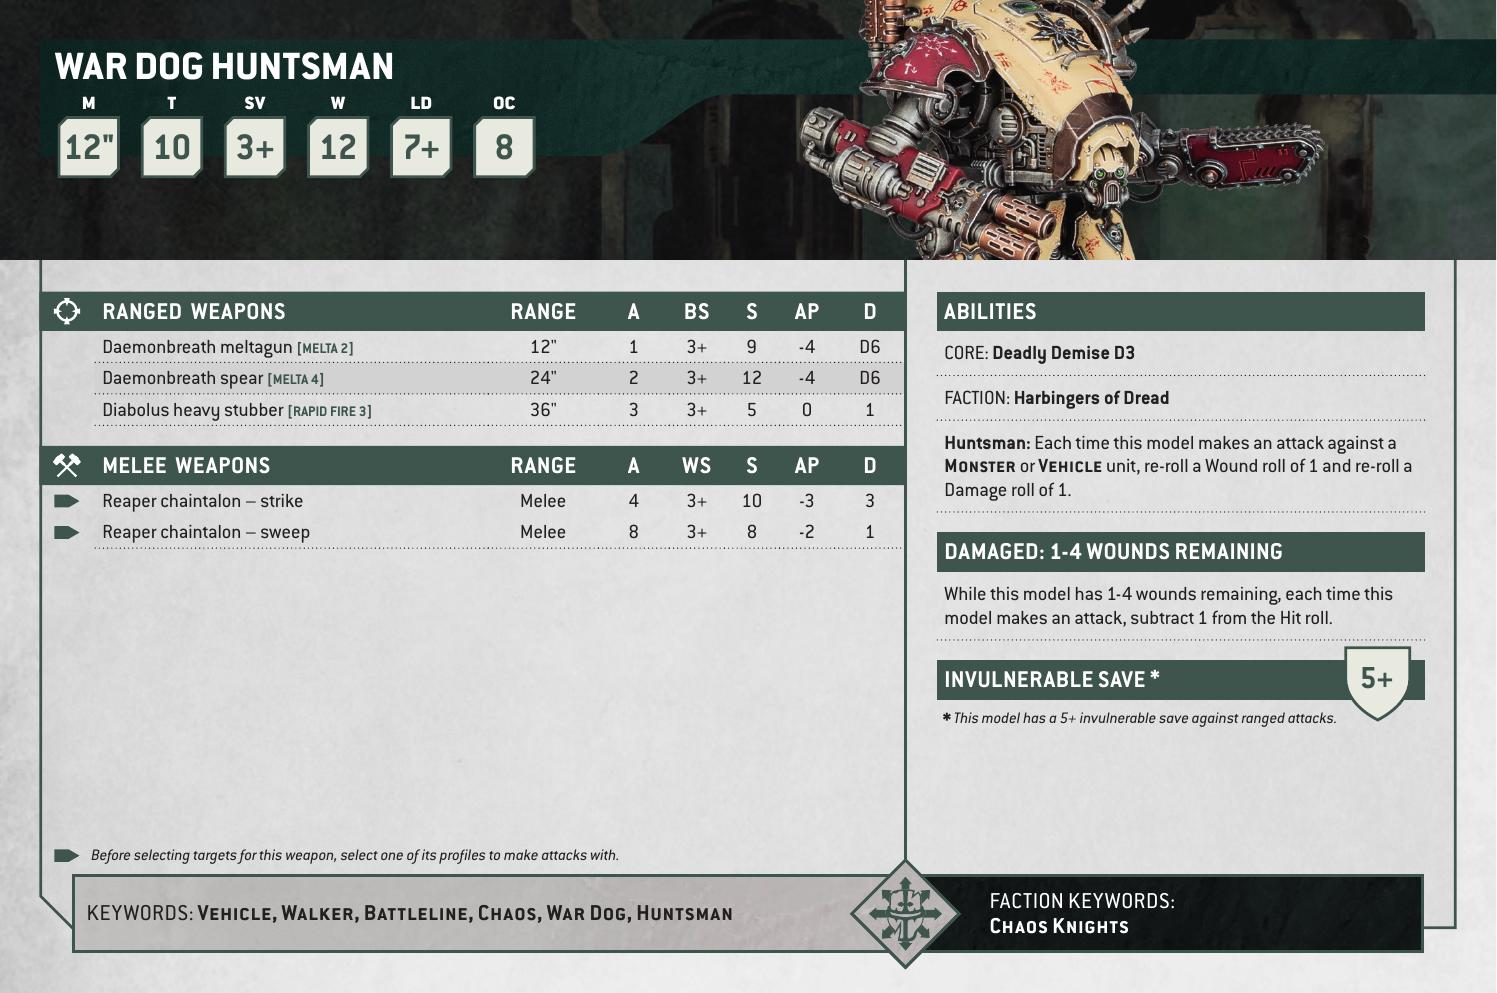 WAR DOG HUNTSMAN
M T SV W LD OC
12" 10 3+ 12 7+ 8
RANGED WEAPONS RANGE A BS S AP D
Daemonbreath meltagun [MELTA 2] 12" 1 3+ 9 -4 D6
Daemonbreath spear [MELTA 4] 24" 2 3+ 12 -4 D6
Diabolus heavy stubber [RAPID FIRE 3] 36" 3 3+ 5 0 1
MELEE WEAPONS RANGE A WS S AP D
Reaper chaintalon – strike Melee 4 3+ 10 -3 3
Reaper chaintalon – sweep Melee 8 3+ 8 -2 1
Before selecting targets for this weapon, select one of its profiles to make attacks with.
ABILITIES
CORE: Deadly Demise D3
FACTION: Harbingers of Dread
Huntsman: Each time this model makes an attack against a
MONSTER or VEHICLE unit, re-roll a Wound roll of 1 and re-roll a
Damage roll of 1.
DAMAGED: 1-4 WOUNDS REMAINING
While this model has 1-4 wounds remaining, each time this
model makes an attack, subtract 1 from the Hit roll.
INVULNERABLE SAVE * 5+
* This model has a 5+ invulnerable save against ranged attacks.
KEYWORDS: VEHICLE, WALKER, BATTLELINE, CHAOS, WAR DOG, HUNTSMAN
FACTION KEYWORDS:
CHAOS KNIGHTS